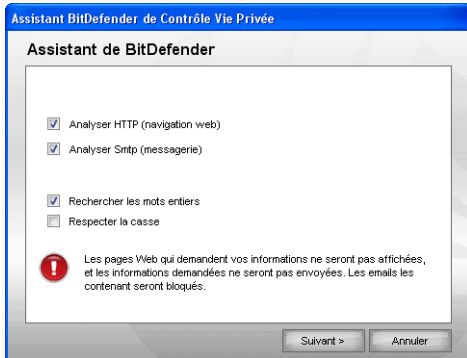 Assistant BitDefender de Contrôle Vie Privée
Assistant de BitDefender
Analyser HTTP (navigation web)
Analyser Smtp (messagerie)
Rechercher les mots entiers
Respecter la casse
Les pages Web qui demandent vos informations ne seront pas affichées,
et les informations demandées ne seront pas envoyées. Les emails les
contenant seront bloqués.
Suivant >
Annuler